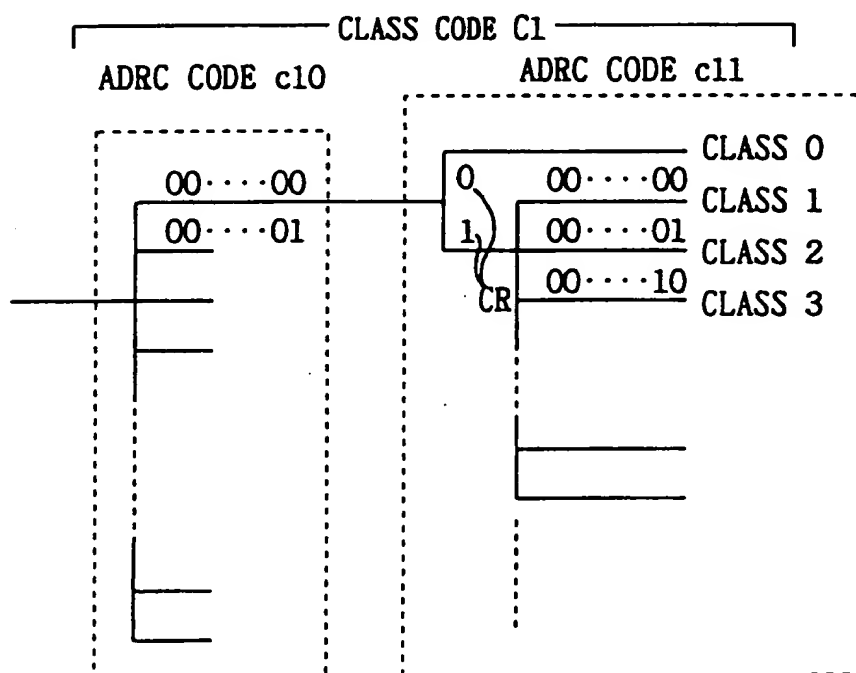 CLASS CODE C1
ADRC CODE c10
ADRC CODE c11
CLASS 0
00····00
0
00····00
CLASS 1
00····01
1
00····01
CLASS 2
00····10
CR
CLASS 3